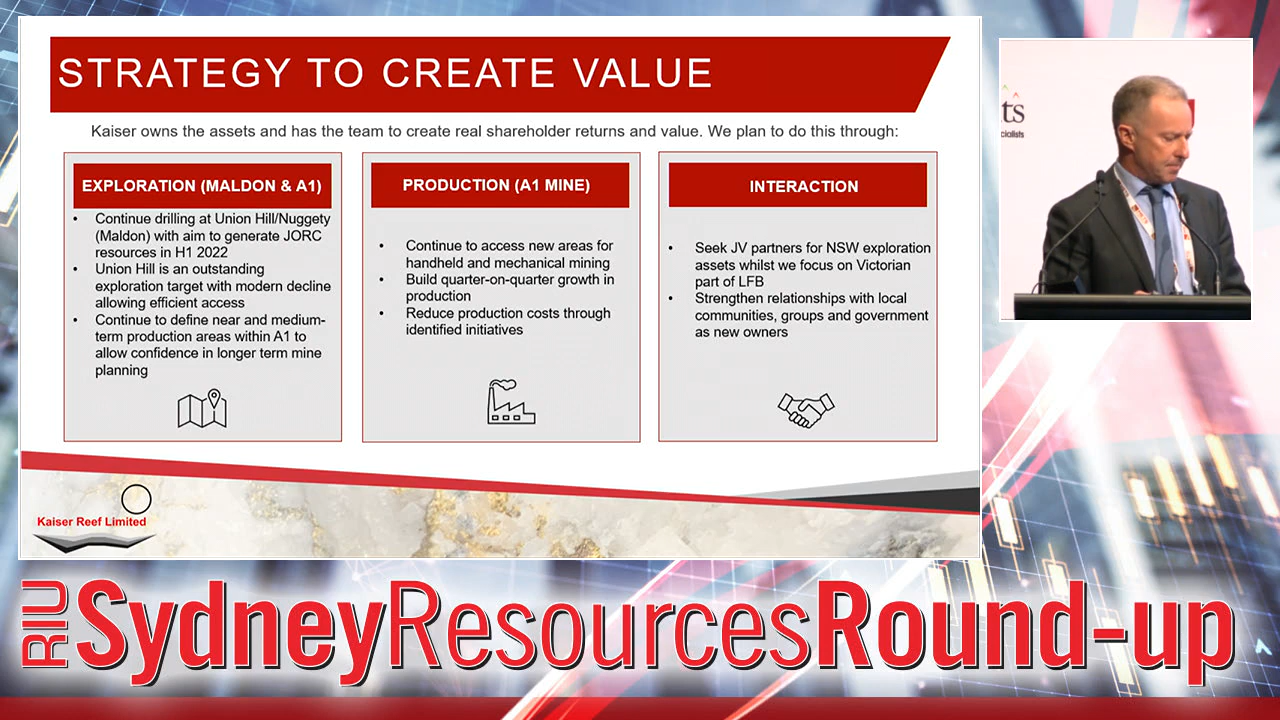 STRATEGY TO CREATE VALUE
Kaiser owns the assets and has the team to create real shareholder returns and value. We plan to do this through:
EXPLORATION (MALDON & A1)
• Continue drilling at Union Hill/Nuggety
(Maldon) with aim to generate JORC
resources in H1 2022
• Union Hill is an outstanding
exploration target with modern decline
allowing efficient access
• Continue to define near and medium-
term production areas within A1 to
allow confidence in longer term mine
planning
PRODUCTION (A1 MINE)
• Continue to access new areas for
handheld and mechanical mining
• Build quarter-on-quarter growth in
production
• Reduce production costs through
identified initiatives
INTERACTION
• Seek JV partners for NSW exploration
assets whilst we focus on Victorian
part of LFB
• Strengthen relationships with local
communities, groups and government
as new owners
Kaiser Reef Limited
RIU SydneyResourcesRound-up